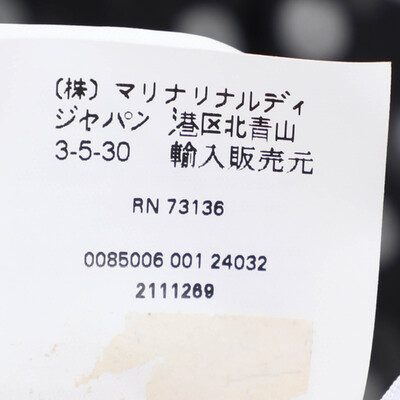 (株) マリナリナルディ
ジャパン 港区北青山
3-5-30 輸入販売元
RN 73136
0085006 001 24032
2111269